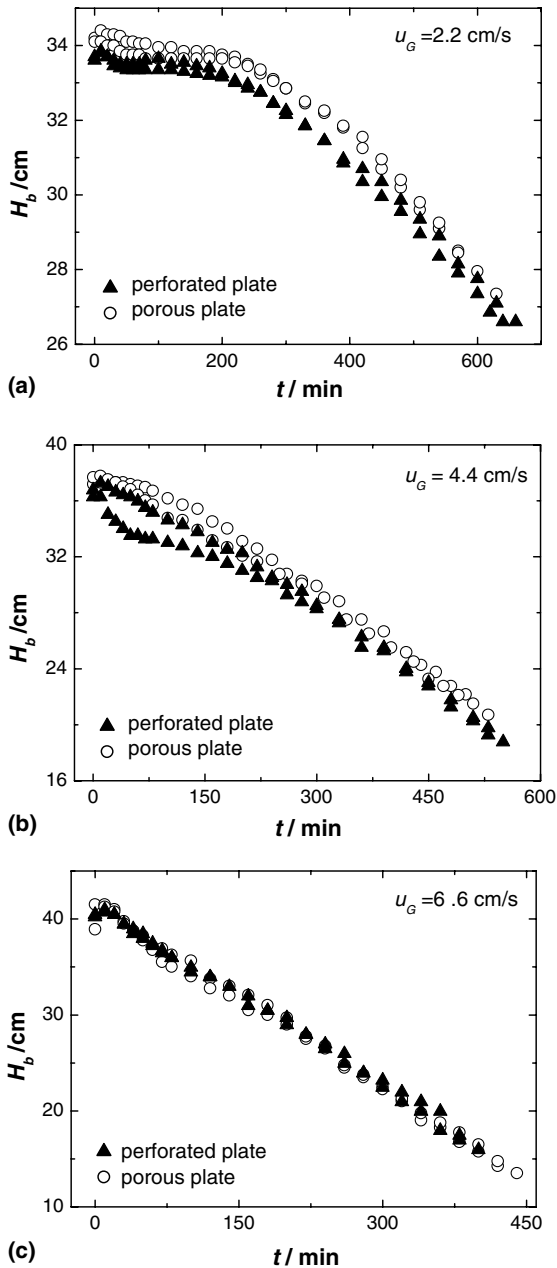 34
32
30
28
26
H_b /cm
u_G =2.2 cm/s
▲ perforated plate
○ porous plate
0 200 400 600
(a)
t / min
40
32
24
16
H_b /cm
u_G = 4.4 cm/s
▲ perforated plate
○ porous plate
0 150 300 450 600
(b)
t / min
40
30
20
10
H_b /cm
u_G =6 .6 cm/s
▲ perforated plate
○ porous plate
0 150 300 450
(c)
t / min